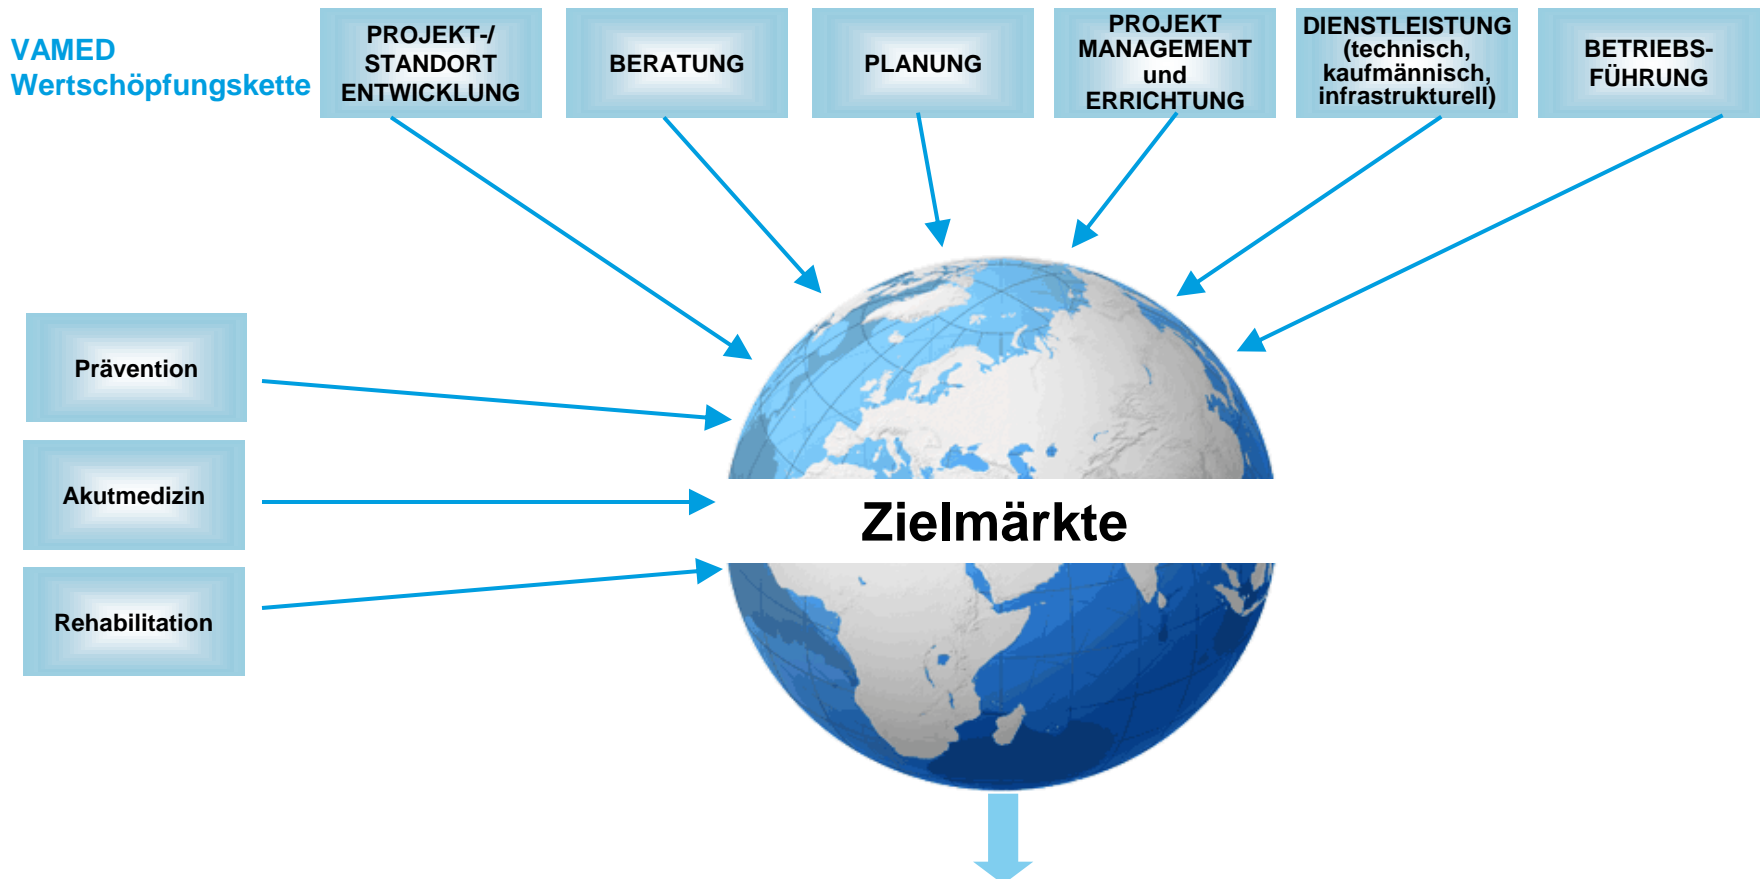 VAMED
Wertschöpfungskette
PROJEKT-/
STANDORT
ENTWICKLUNG
BERATUNG
PLANUNG
PROJEKT
MANAGEMENT
und
ERRICHTUNG
DIENSTLEISTUNG
(technisch,
kaufmännisch,
infrastrukturell)
BETRIEBS-
FÜHRUNG
Prävention
Akutmedizin
Rehabilitation
Zielmärkte